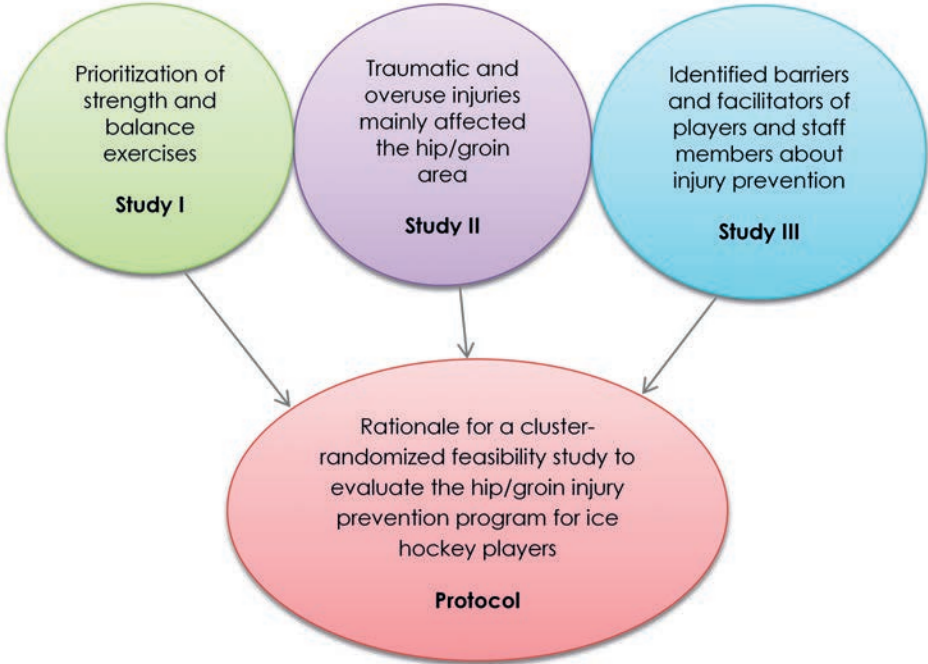 Prioritization of
strength and
balance
exercises
Study I
Traumatic and
overuse injuries
mainly affected
the hip/groin
area
Study II
Identified barriers
and facilitators of
players and staff
members about
injury prevention
Study III
Rationale for a cluster-
randomized feasibility study to
evaluate the hip/groin injury
prevention program for ice
hockey players
Protocol